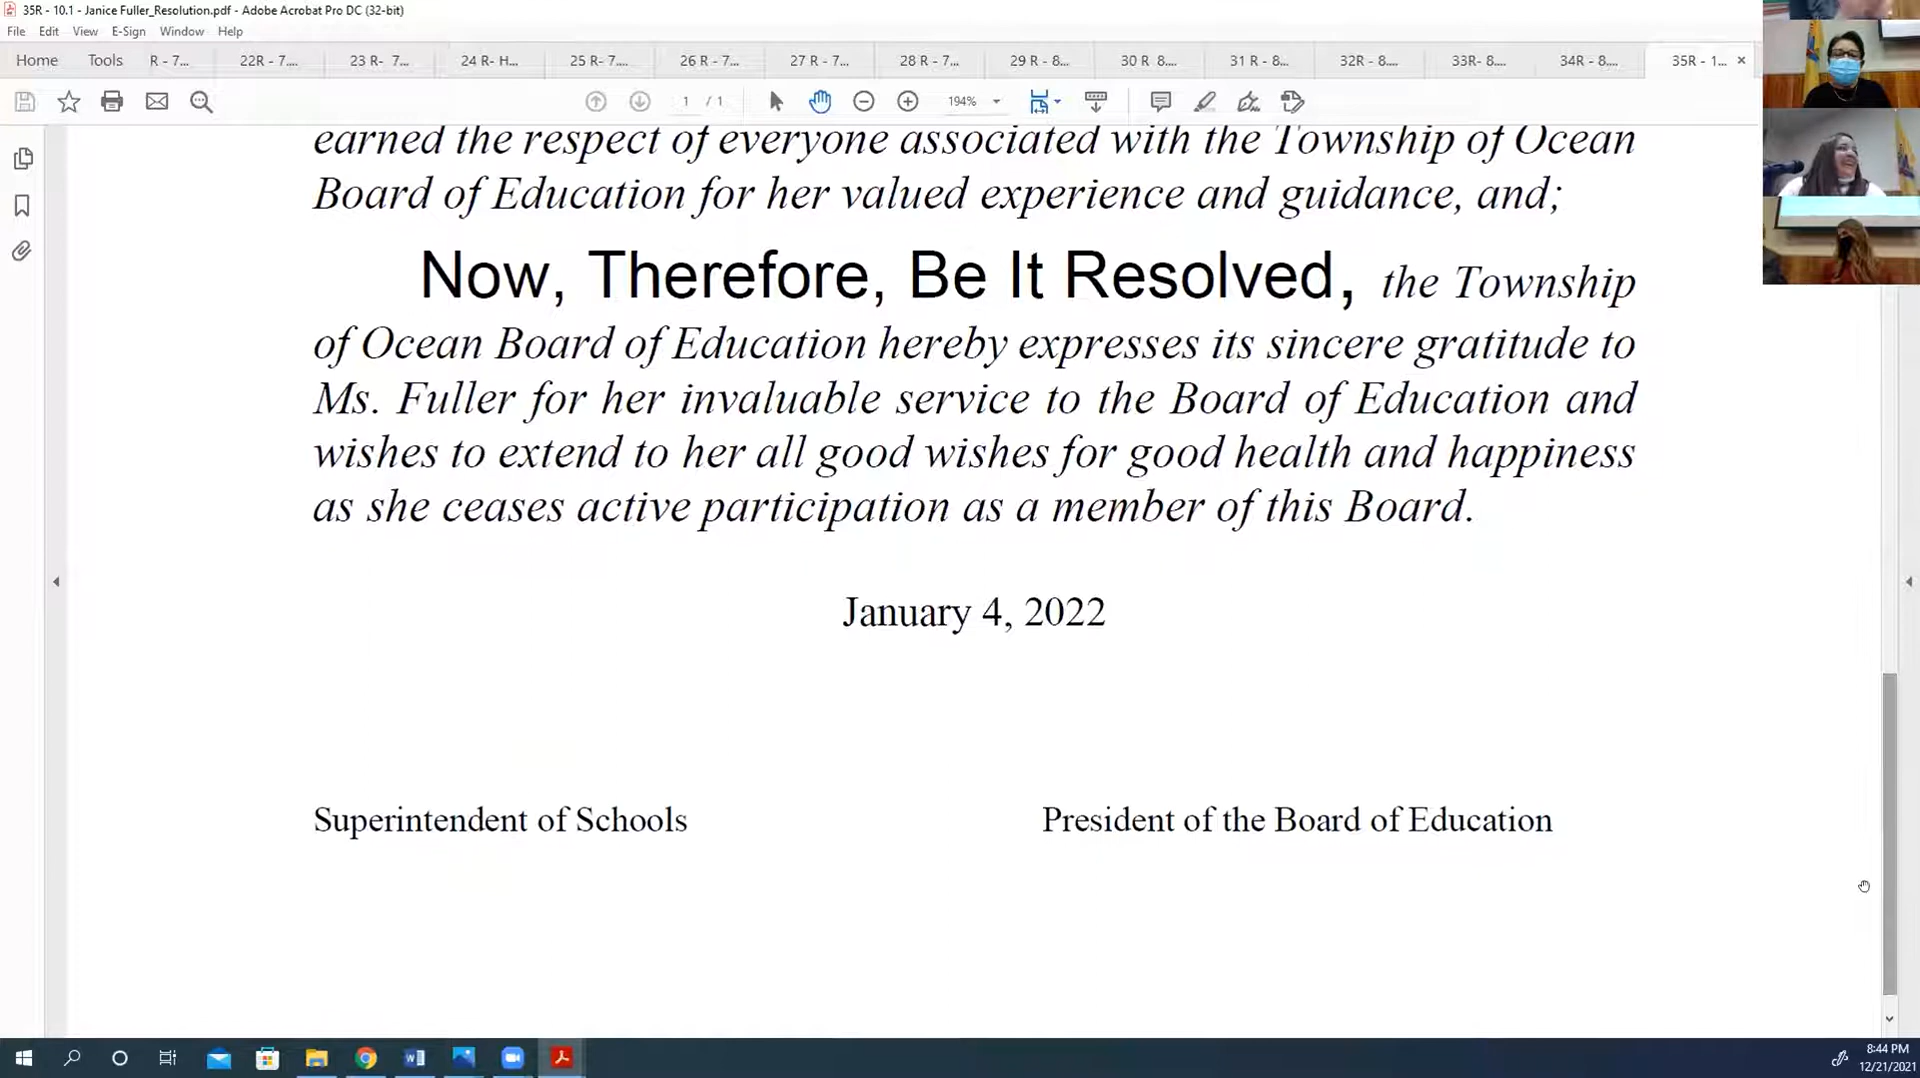 35R - 10.1 - Janice Fuller_Resolution.pdf - Adobe Acrobat Pro DC (32-bit)
File Edit View E-Sign Window Help
Home Tools R - 7... 22R - 7.... 23 R-  7... 24 R- H... 25 R- 7.... 26 R - 7... 27 R - 7... 28 R - 7... 29 R - 8... 30 R  8.... 31 R - 8... 32R - 8.... 33R- 8.... 34R - 8.... 35R - 1...
1 / 1 194%
earned the respect of everyone associated with the Township of Ocean
Board of Education for her valued experience and guidance, and;
Now, Therefore, Be It Resolved, the Township
of Ocean Board of Education hereby expresses its sincere gratitude to
Ms. Fuller for her invaluable service to the Board of Education and
wishes to extend to her all good wishes for good health and happiness
as she ceases active participation as a member of this Board.
January 4, 2022
Superintendent of Schools President of the Board of Education
8:44 PM
12/21/2021